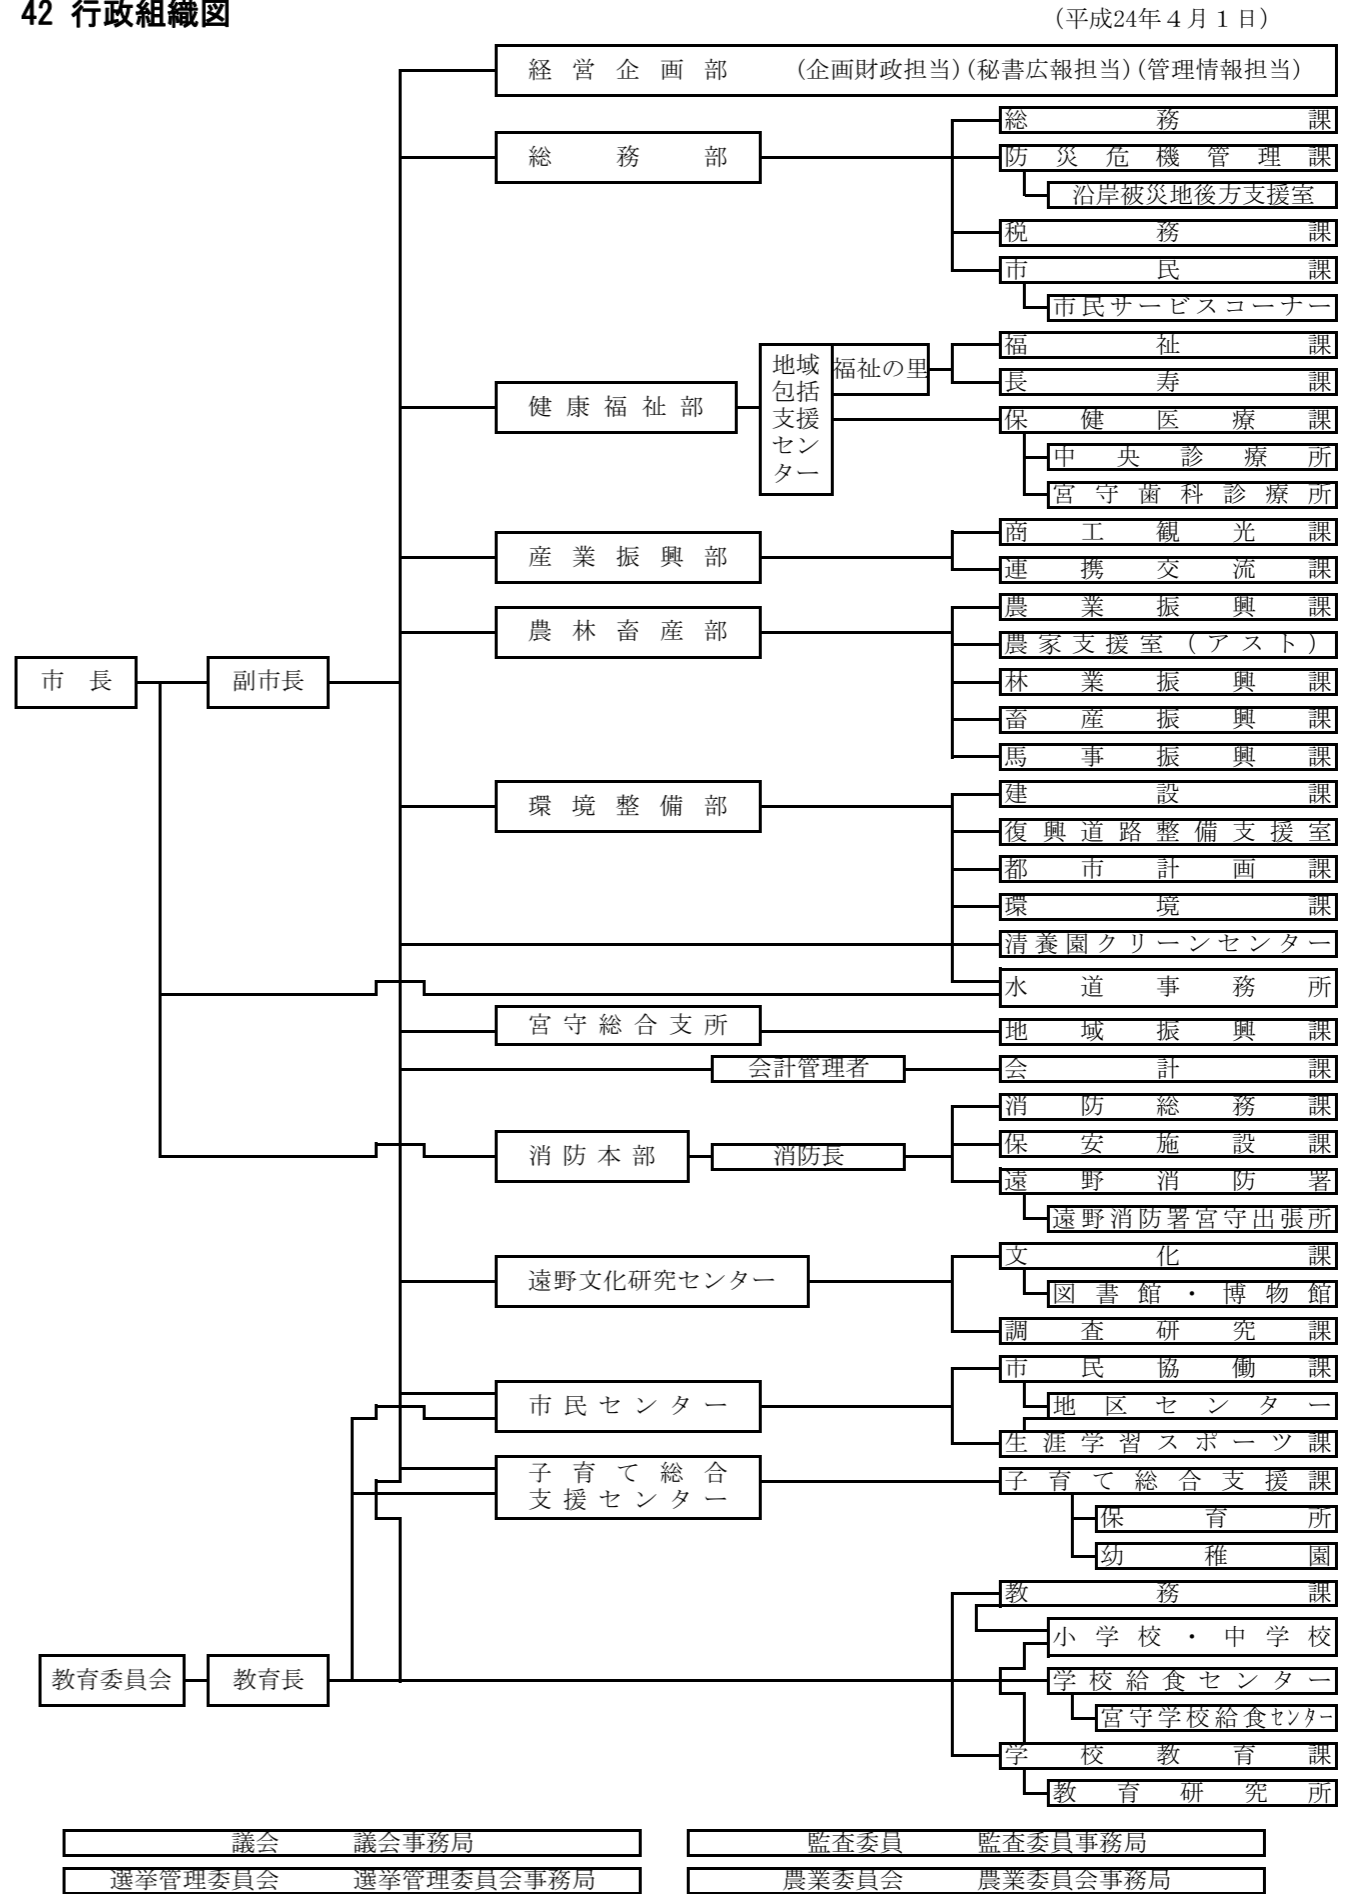 42 行政組織図
(平成24年４月１日)
経営企画部 (企画財政担当)(秘書広報担当)(管理情報担当)
総務課
総務部
防災危機管理課
沿岸被災地後方支援室
税務課
市民課
市民サービスコーナー
福祉課
地域包括支援センター
福祉の里
長寿課
健康福祉部
保健医療課
中央診療所
宮守歯科診療所
商工観光課
産業振興部
連携交流課
農業振興課
農林畜産部
農家支援室(アスト)
市長
副市長
林業振興課
畜産振興課
馬事振興課
建設課
環境整備部
復興道路整備支援室
都市計画課
環境課
清養園クリーンセンター
水道事務所
宮守総合支所
地域振興課
会計管理者
会計課
消防総務課
消防本部
消防長
保安施設課
遠野消防署
遠野消防署宮守出張所
文化課
遠野文化研究センター
図書館・博物館
調査研究課
市民協働課
市民センター
地区センター
生涯学習スポーツ課
子育て総合
支援センター
子育て総合支援課
保育所
幼稚園
教務課
小学校・中学校
教育委員会
教育長
学校給食センター
宮守学校給食センター
学校教育課
教育研究所
議会 議会事務局
監査委員 監査委員事務局
選挙管理委員会 選挙管理委員会事務局
農業委員会 農業委員会事務局